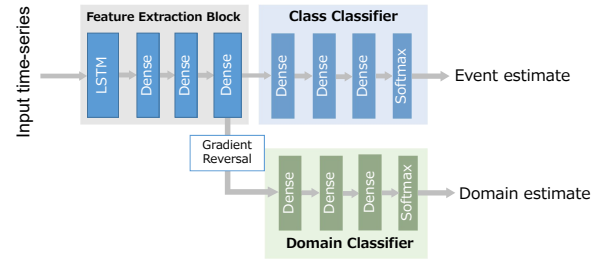 Feature Extraction Block
Class Classifier
Input time-series
LSTM
Dense
Dense
Dense
Dense
Dense
Dense
Softmax
Event estimate
Gradient
Reversal
Dense
Dense
Dense
Softmax
Domain estimate
Domain Classifier